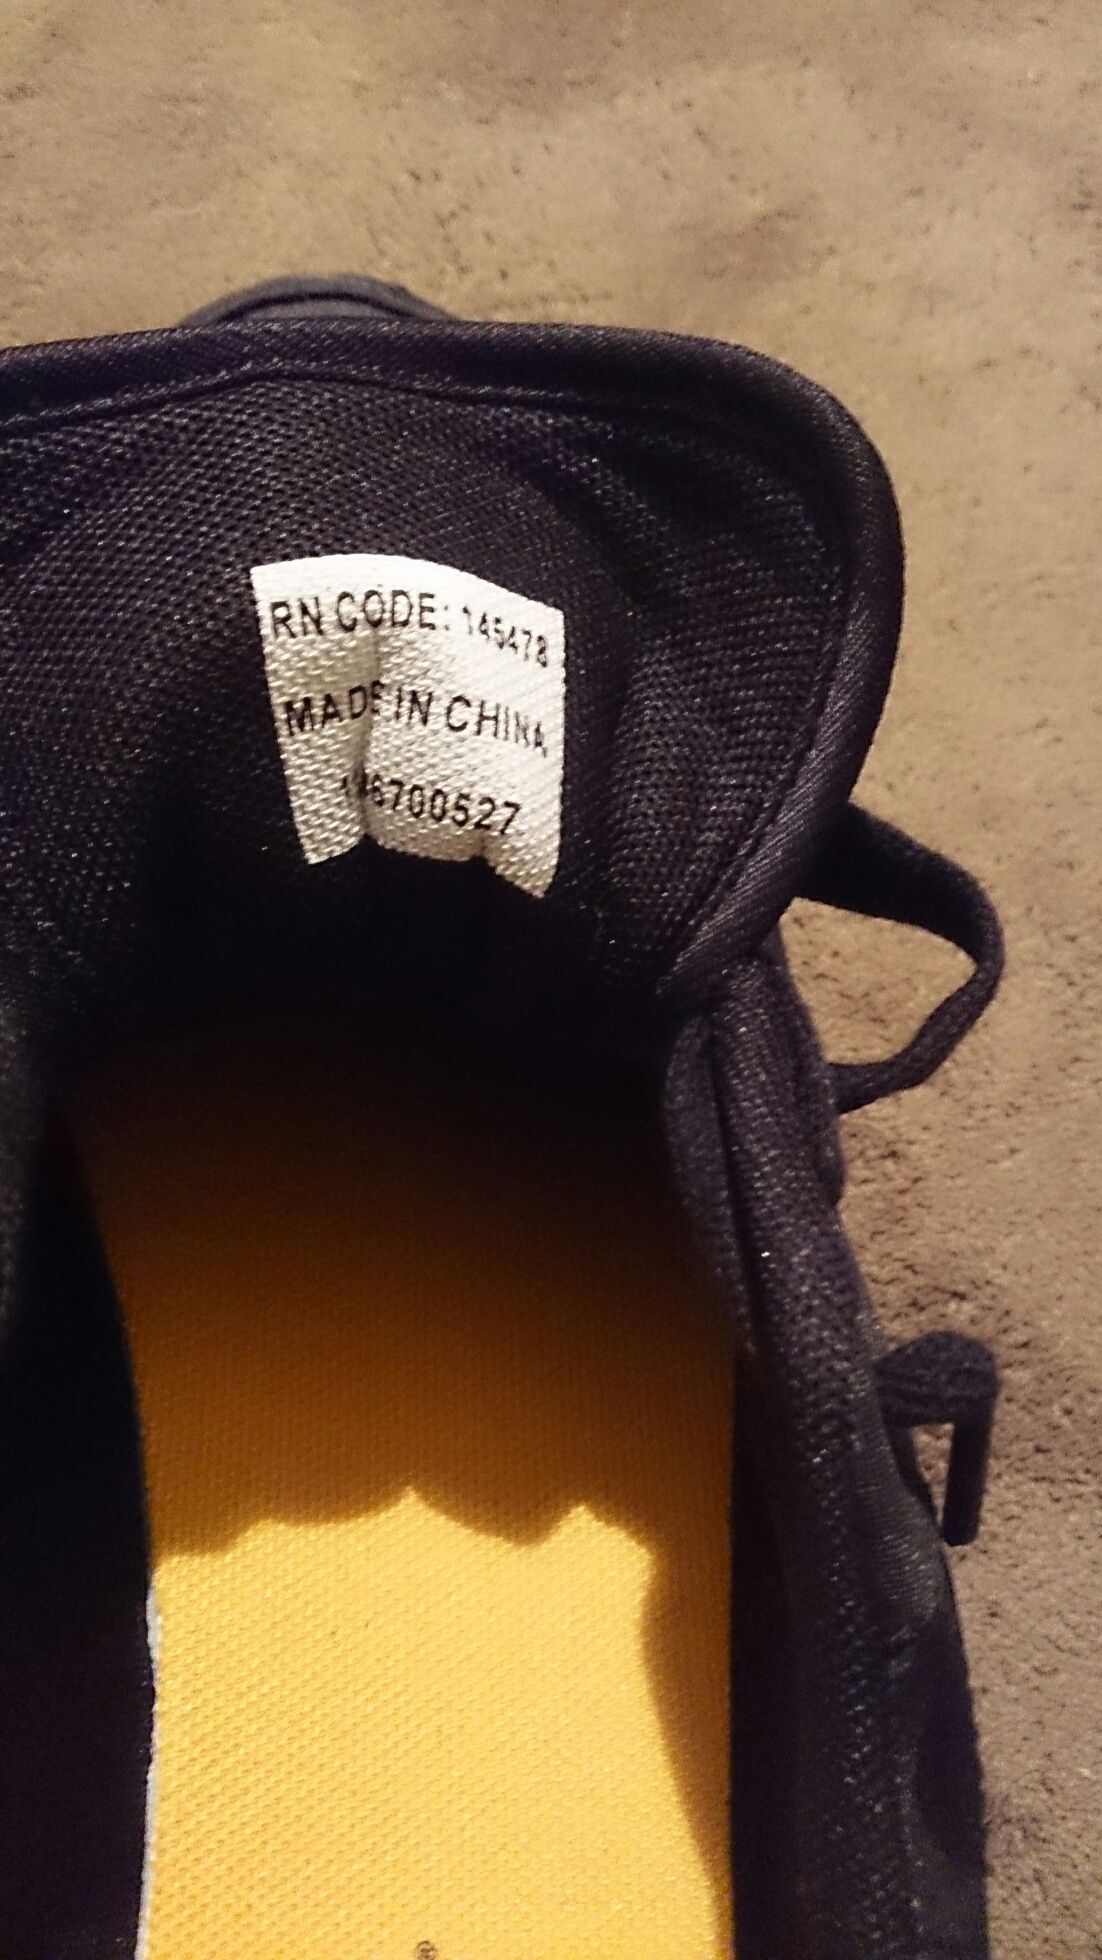 RN CODE: 145478
MADE IN CHINA
®